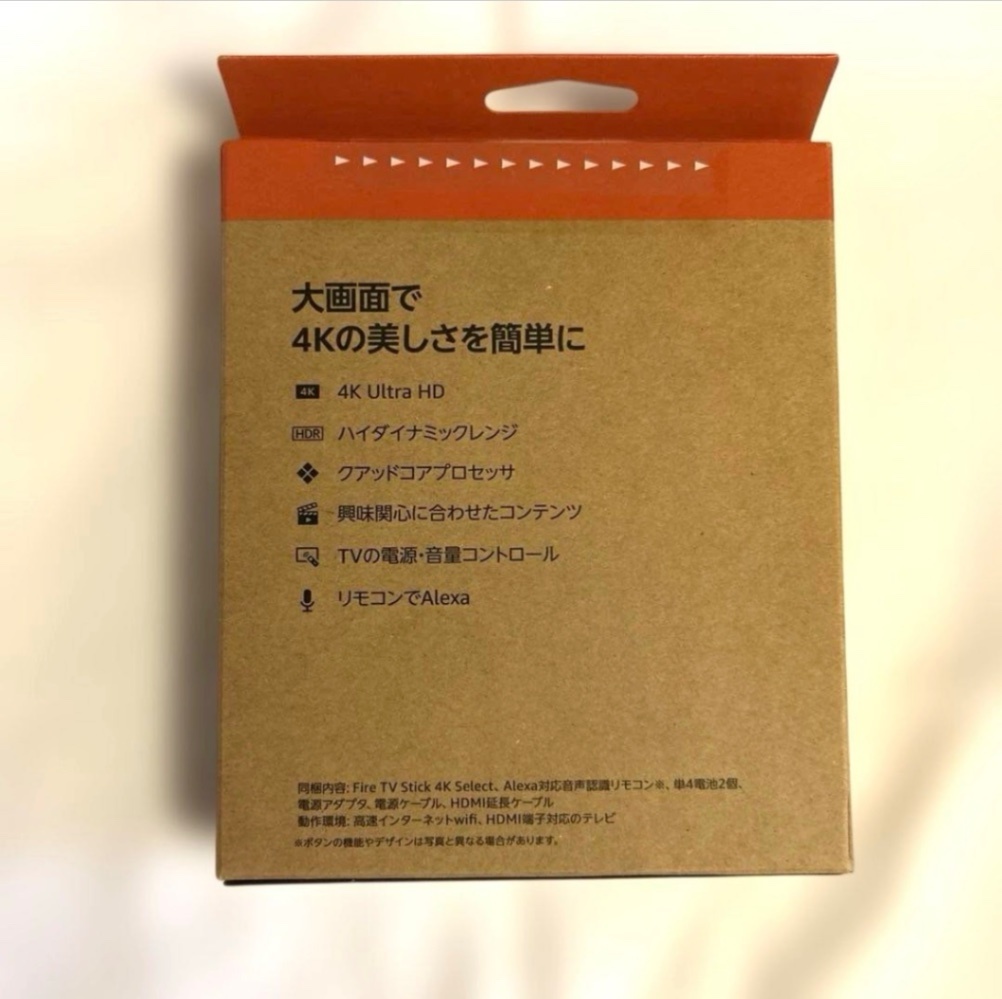 大画面で
4Kの美しさを簡単に
4K 4K Ultra HD
HDR ハイダイナミックレンジ
クアッドコアプロセッサ
興味関心に合わせたコンテンツ
TVの電源・音量コントロール
リモコンでAlexa
同梱内容: Fire TV Stick 4K Select、Alexa対応音声認識リモコン※、単4電池2個、
電源アダプタ、電源ケーブル、HDMI延長ケーブル
動作環境: 高速インターネットwifi、HDMI端子対応のテレビ
※ボタンの機能やデザインは写真と異なる場合があります。